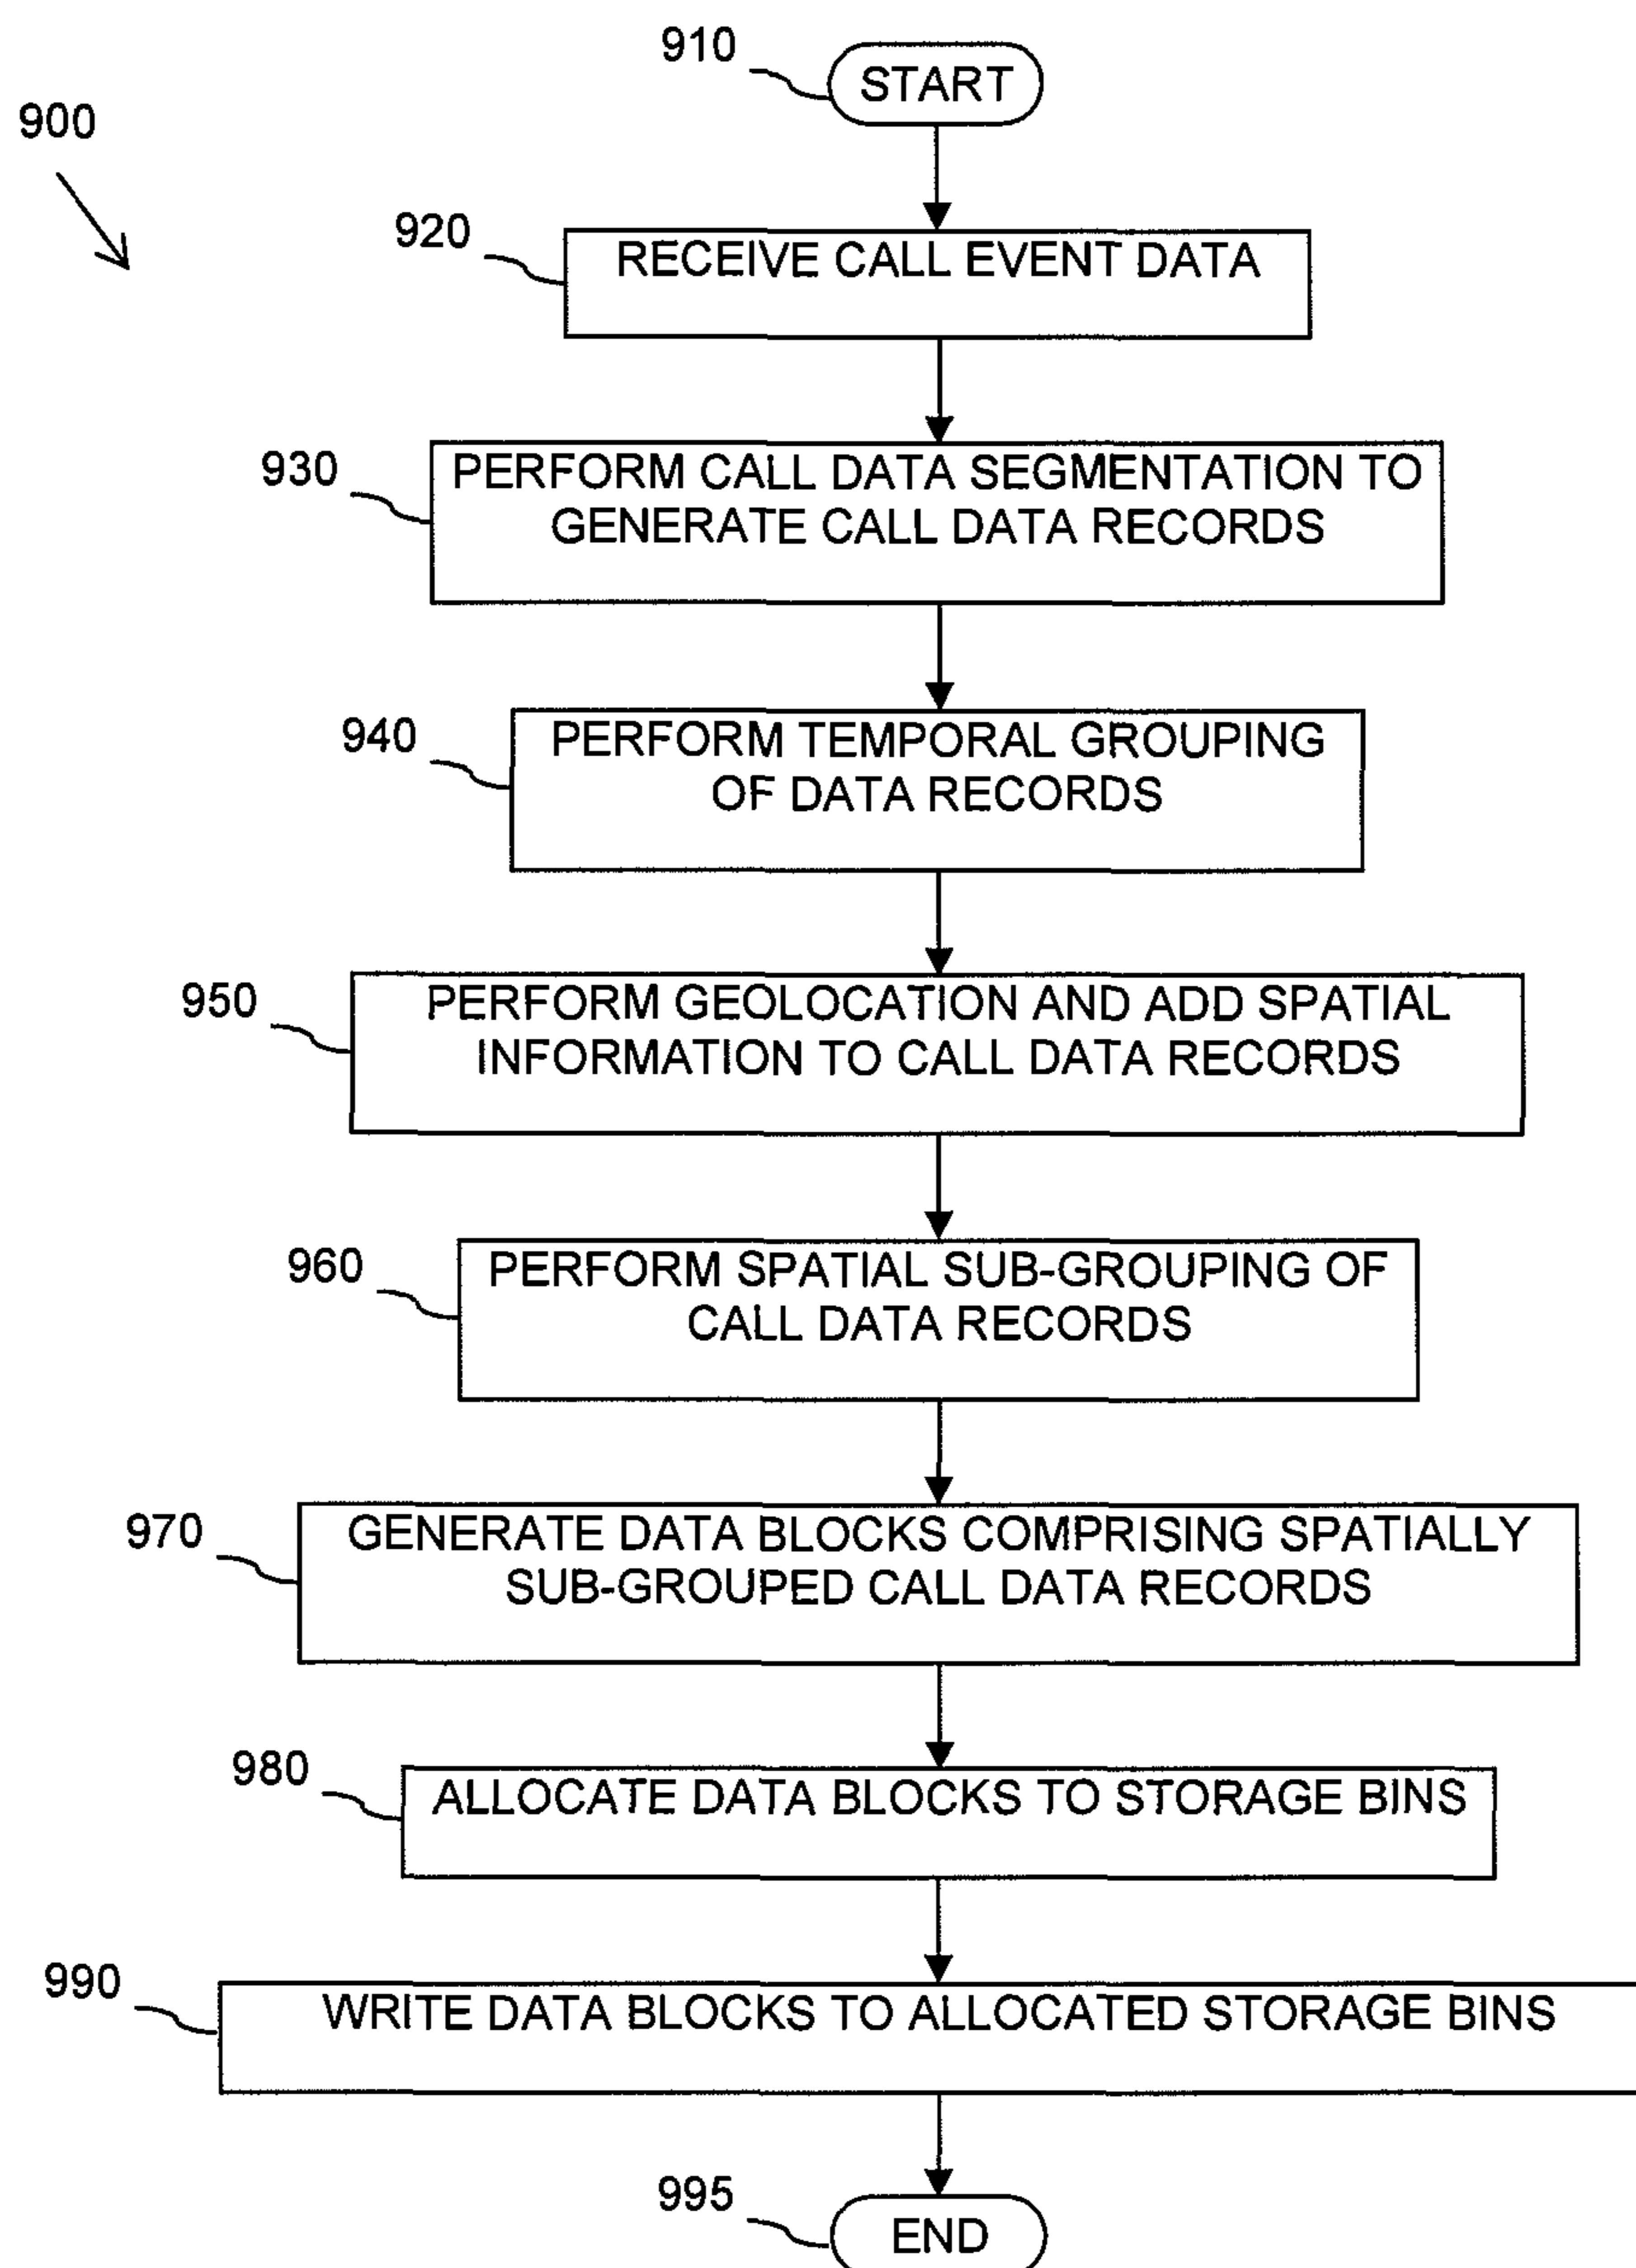 910
START
900
920
RECEIVE CALL EVENT DATA
930
PERFORM CALL DATA SEGMENTATION TO
GENERATE CALL DATA RECORDS
940
PERFORM TEMPORAL GROUPING
OF DATA RECORDS
950
PERFORM GEOLOCATION AND ADD SPATIAL
INFORMATION TO CALL DATA RECORDS
960
PERFORM SPATIAL SUB-GROUPING OF
CALL DATA RECORDS
970
GENERATE DATA BLOCKS COMPRISING SPATIALLY
SUB-GROUPED CALL DATA RECORDS
980
ALLOCATE DATA BLOCKS TO STORAGE BINS
990
WRITE DATA BLOCKS TO ALLOCATED STORAGE BINS
995
END